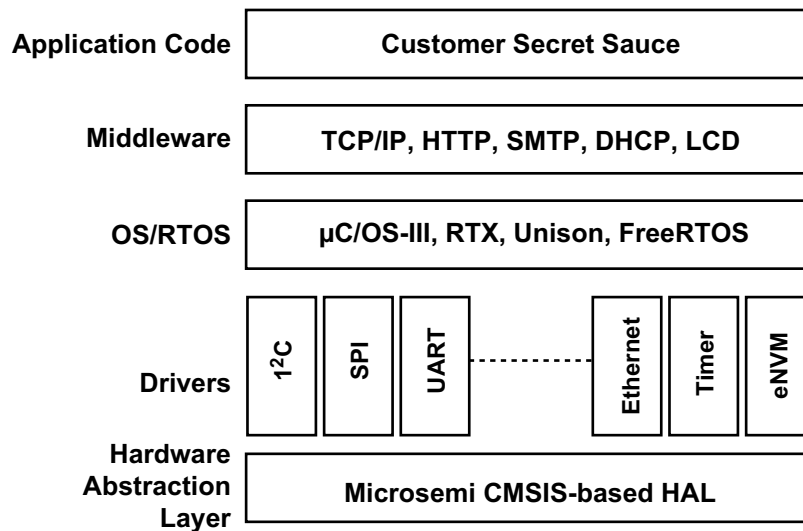 Application Code
Customer Secret Sauce
Middleware
TCP/IP, HTTP, SMTP, DHCP, LCD
OS/RTOS
µC/OS-III, RTX, Unison, FreeRTOS
Drivers
1²C
SPI
UART
Ethernet
Timer
eNVM
Hardware
Abstraction
Layer
Microsemi CMSIS-based HAL